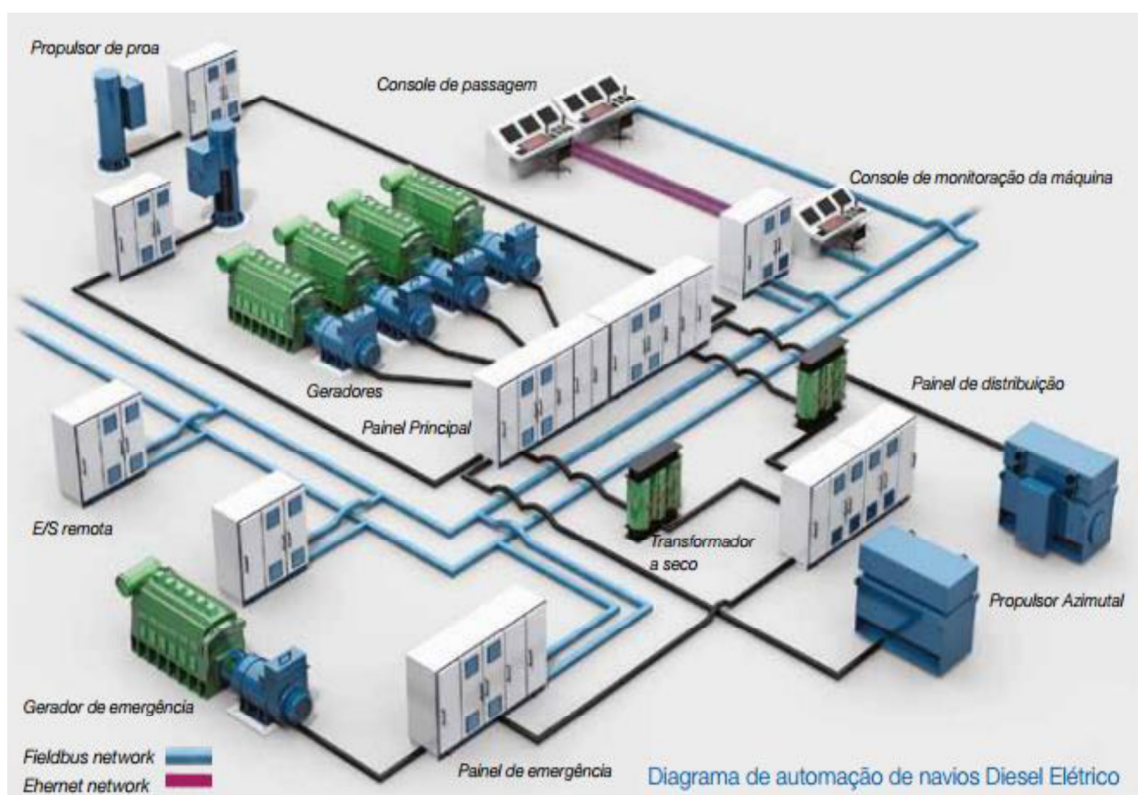 Propulsor de proa
Console de passagem
Console de monitoração da máquina
Geradores
Painel de distribuição
Painel Principal
E/S remota
Transformador
a seco
Propulsor Azimutal
Gerador de emergência
Painel de emergência
Fieldbus network
Ehernet network
Diagrama de automação de navios Diesel Elétrico